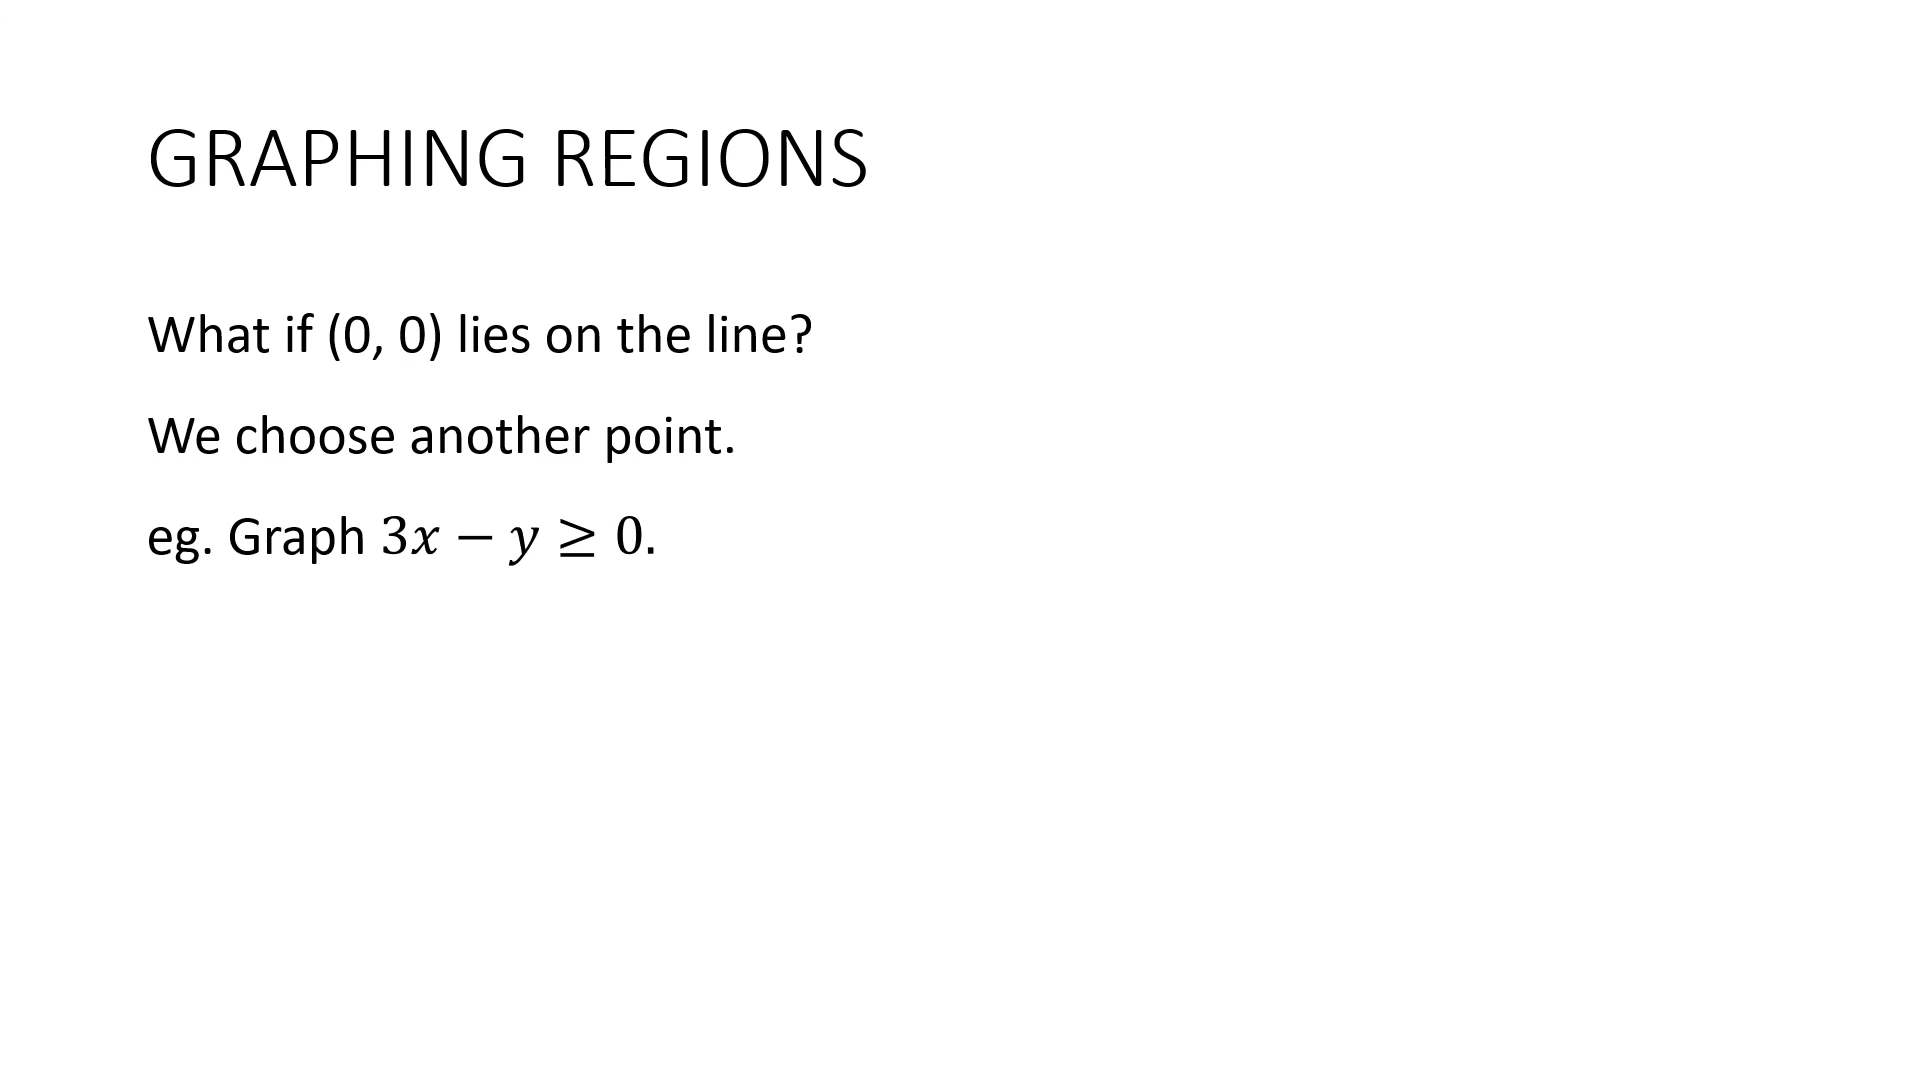 GRAPHING REGIONS
What if (0, 0) lies on the line?
We choose another point.
eg. Graph 3𝑥 − 𝑦 ≥ 0.